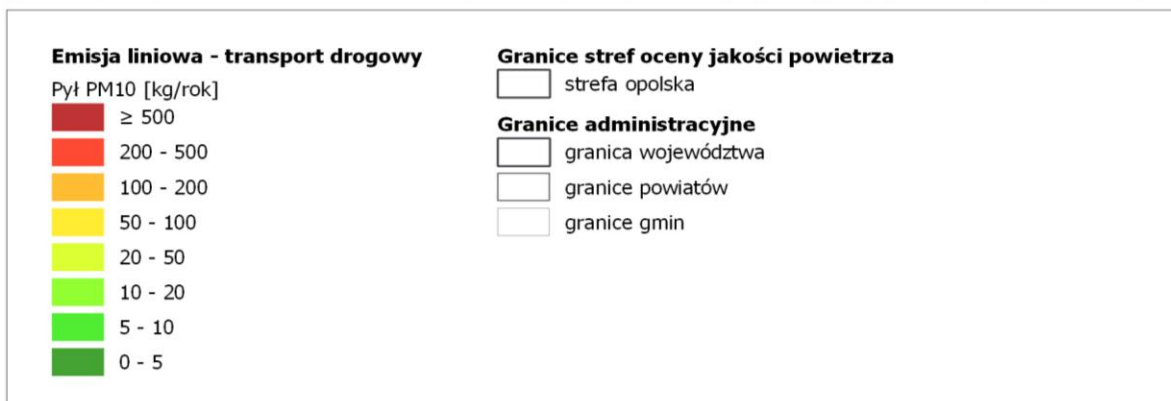 Emisja liniowa - transport drogowy
Pył PM10 [kg/rok]
≥ 500
200 - 500
100 - 200
50 - 100
20 - 50
10 - 20
5 - 10
0 - 5
Granice stref oceny jakości powietrza
strefa opolska
Granice administracyjne
granica województwa
granice powiatów
granice gmin